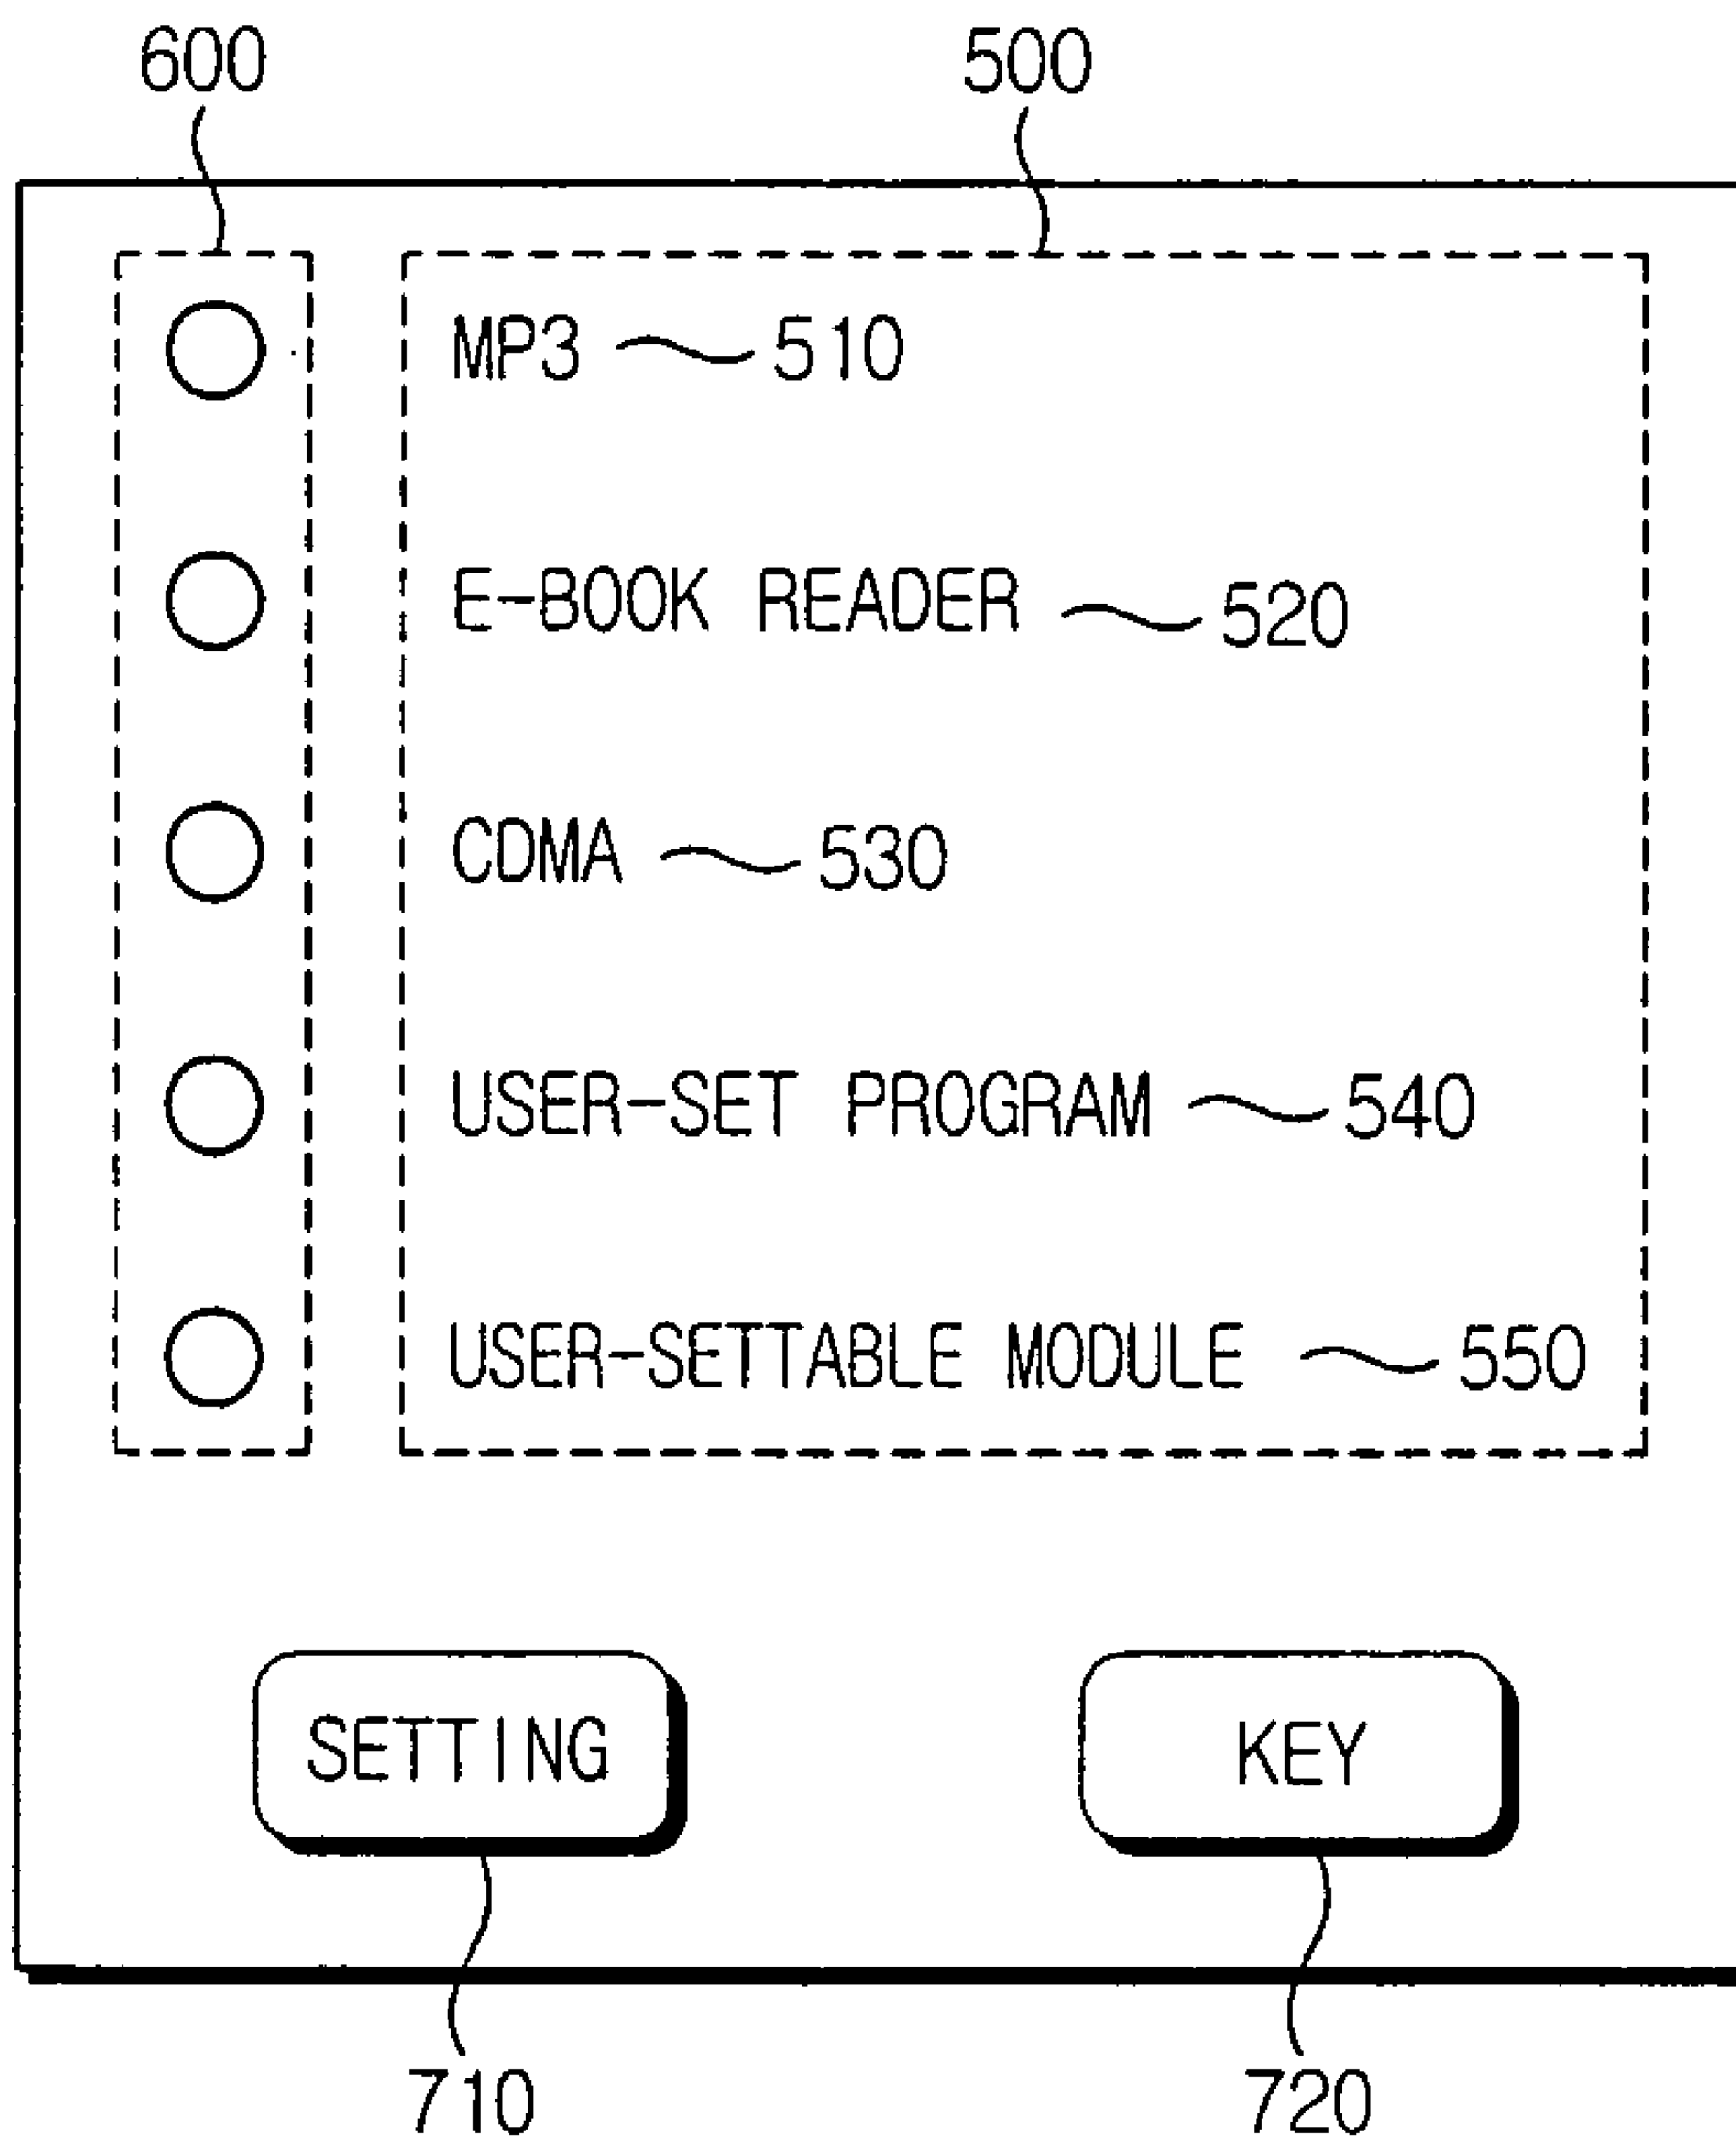 600 500
MP3 510
E-BOOK READER 520
CDMA 530
USER-SET PROGRAM 540
USER-SETTABLE MODULE 550
SETTING KEY
710 720